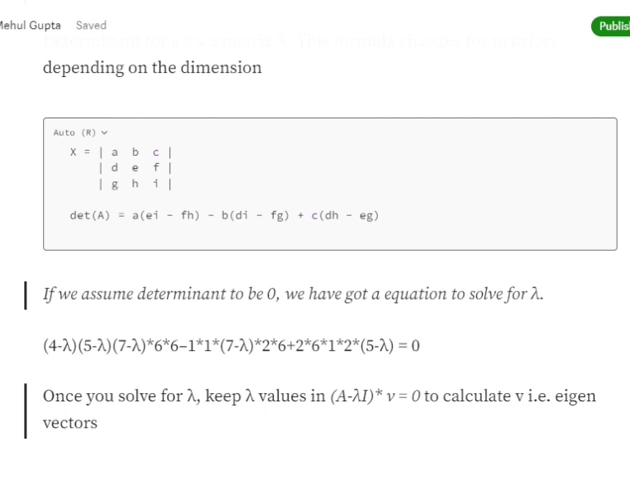 Mehul Gupta Saved
Publis
depending on the dimension
Auto (R)
X = | a b c |
| d e f |
| g h i |
det(A) = a(ei - fh) - b(di - fg) + c(dh - eg)
If we assume determinant to be 0, we have got a equation to solve for λ.
(4-λ)(5-λ)(7-λ)*6*6–1*1*(7-λ)*2*6+2*6*1*2*(5-λ) = 0
Once you solve for λ, keep λ values in (A-λI)* v = 0 to calculate v i.e. eigen
vectors